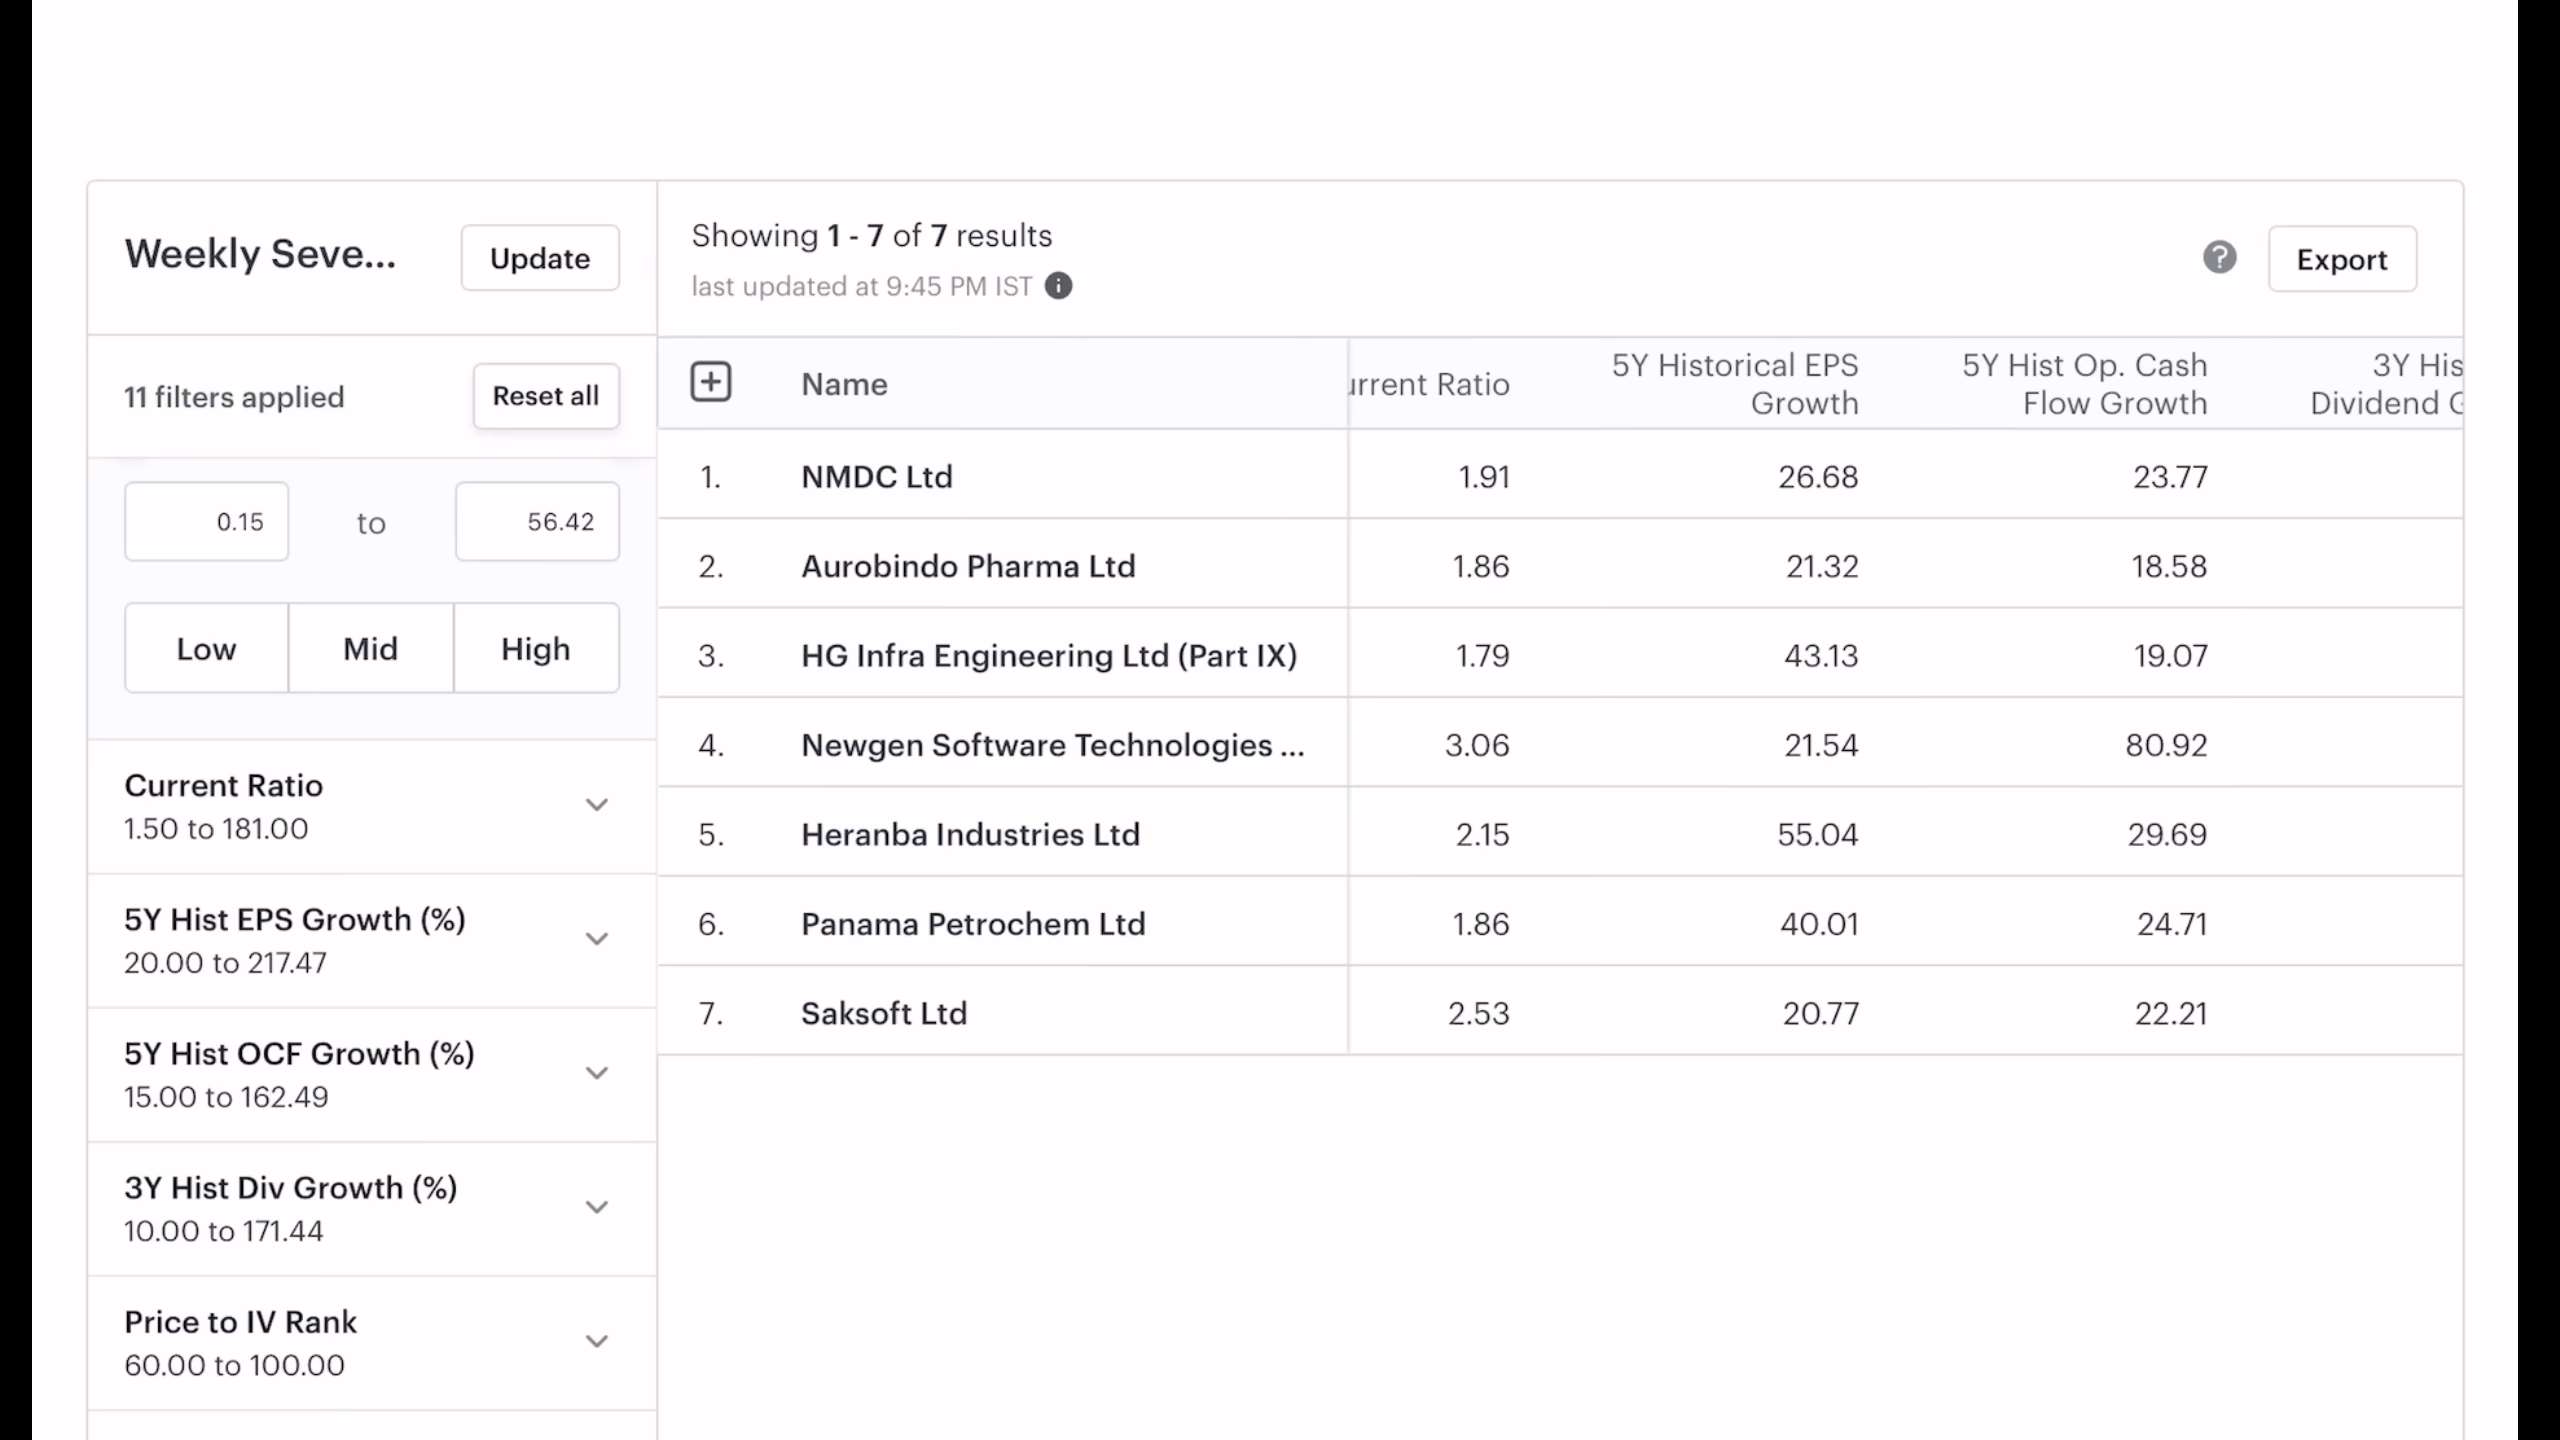 Weekly Seve...
Update
11 filters applied
Reset all
0.15 to 56.42
Low Mid High
Current Ratio
1.50 to 181.00
5Y Hist EPS Growth (%)
20.00 to 217.47
5Y Hist OCF Growth (%)
15.00 to 162.49
3Y Hist Div Growth (%)
10.00 to 171.44
Price to IV Rank
60.00 to 100.00
Showing 1 - 7 of 7 results
last updated at 9:45 PM IST
Export
Name
urrent Ratio
5Y Historical EPS
Growth
5Y Hist Op. Cash
Flow Growth
3Y His
Dividend G
1. NMDC Ltd 1.91 26.68 23.77
2. Aurobindo Pharma Ltd 1.86 21.32 18.58
3. HG Infra Engineering Ltd (Part IX) 1.79 43.13 19.07
4. Newgen Software Technologies ... 3.06 21.54 80.92
5. Heranba Industries Ltd 2.15 55.04 29.69
6. Panama Petrochem Ltd 1.86 40.01 24.71
7. Saksoft Ltd 2.53 20.77 22.21